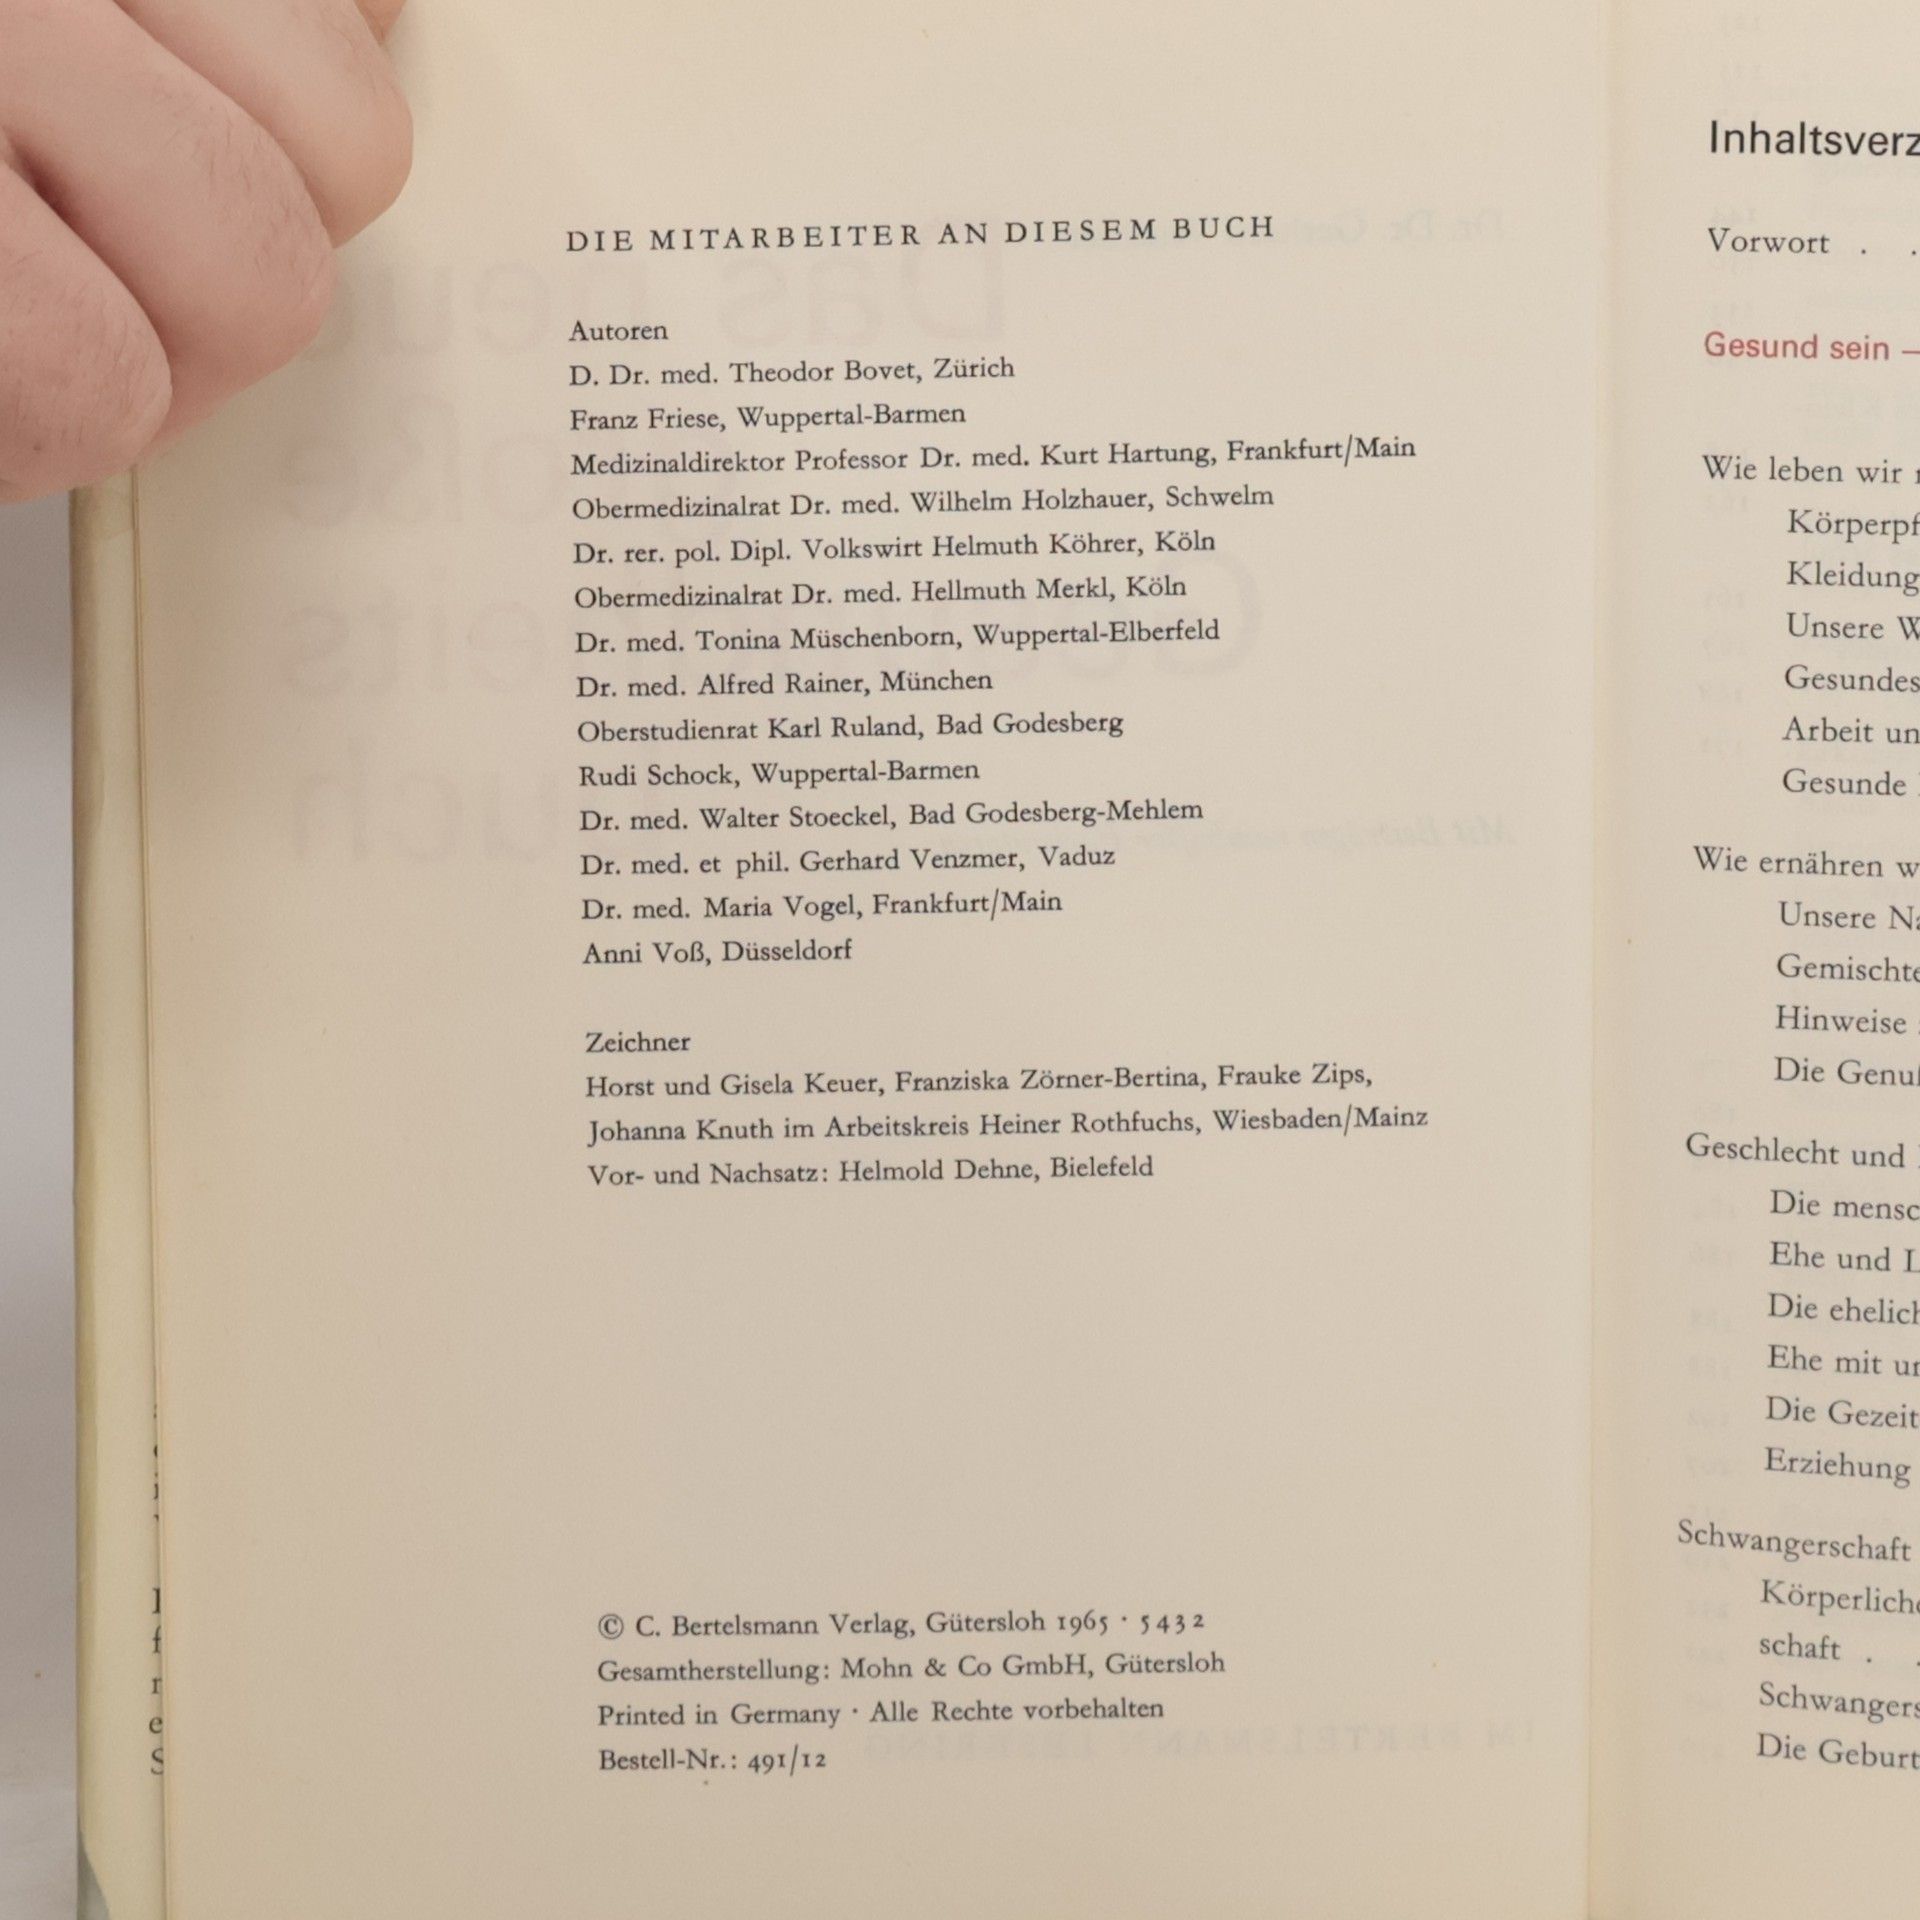 DIE MITARBEITER AN DIESEM BUCH
Autoren
D. Dr. med. Theodor Bovet, Zürich
Franz Friese, Wuppertal-Barmen
Medizinaldirektor Professor Dr. med. Kurt Hartung, Frankfurt/Main
Obermedizinalrat Dr. med. Wilhelm Holzhauer, Schwelm
Dr. rer. pol. Dipl. Volkswirt Helmuth Köhrer, Köln
Obermedizinalrat Dr. med. Hellmuth Merkl, Köln
Dr. med. Tonina Müschenborn, Wuppertal-Elberfeld
Dr. med. Alfred Rainer, München
Oberstudienrat Karl Ruland, Bad Godesberg
Rudi Schock, Wuppertal-Barmen
Dr. med. Walter Stoeckel, Bad Godesberg-Mehlem
Dr. med. et phil. Gerhard Venzmer, Vaduz
Dr. med. Maria Vogel, Frankfurt/Main
Anni Voß, Düsseldorf
Zeichner
Horst und Gisela Keuer, Franziska Zörner-Bertina, Frauke Zips,
Johanna Knuth im Arbeitskreis Heiner Rothfuchs, Wiesbaden/Mainz
Vor- und Nachsatz: Helmold Dehne, Bielefeld
© C. Bertelsmann Verlag, Gütersloh 1965 · 5 4 3 2
Gesamtherstellung: Mohn & Co GmbH, Gütersloh
Printed in Germany · Alle Rechte vorbehalten
Bestell-Nr.: 491/12
Inhaltsverz
Vorwort . .
Gesund sein —
Wie leben wir
Körperpf
Kleidung
Unsere W
Gesundes
Arbeit un
Gesunde
Wie ernähren w
Unsere Na
Gemischte
Hinweise
Die Genuß
Geschlecht und
Die mensc
Ehe und L
Die ehelich
Ehe mit un
Die Gezeit
Erziehung
Schwangerschaft
Körperliche
schaft . .
Schwangers
Die Geburt